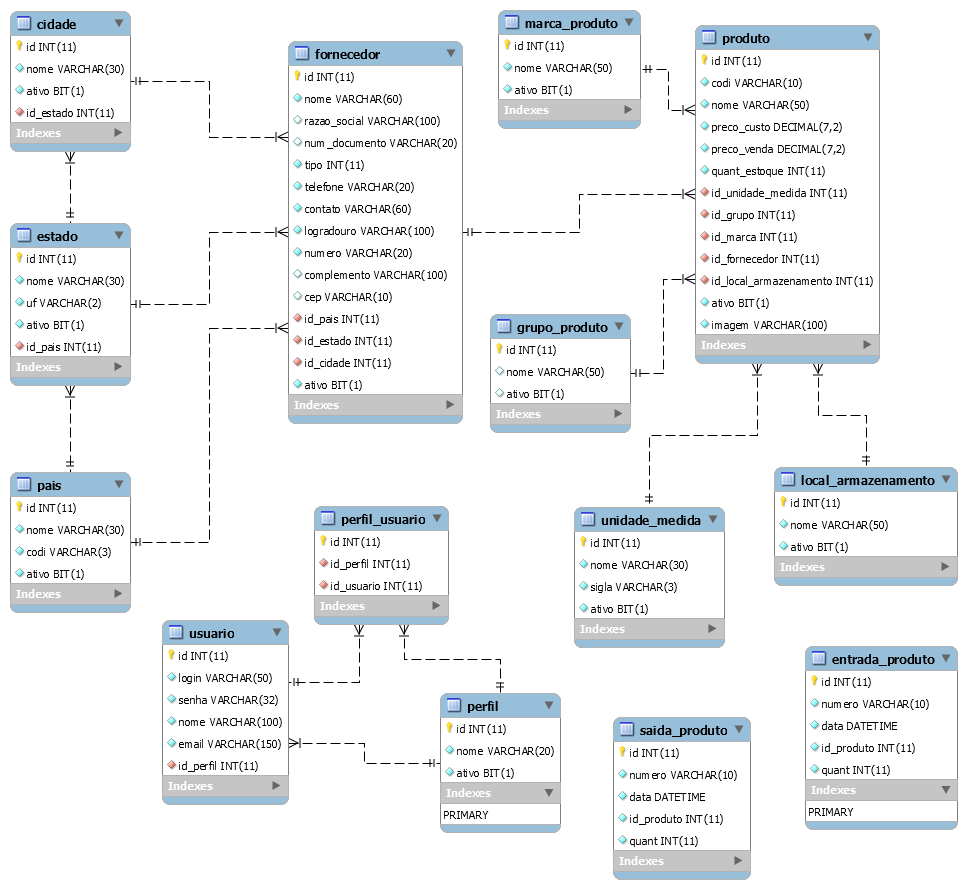 cidade
id INT(11)
nome VARCHAR(30)
ativo BIT(1)
id_estado INT(11)
Indexes
fornecedor
id INT(11)
nome VARCHAR(60)
razao_social VARCHAR(100)
num_documento VARCHAR(20)
tipo INT(11)
telefone VARCHAR(20)
contato VARCHAR(60)
logradouro VARCHAR(100)
numero VARCHAR(20)
complemento VARCHAR(100)
cep VARCHAR(10)
id_pais INT(11)
id_estado INT(11)
id_cidade INT(11)
ativo BIT(1)
Indexes
marca_produto
id INT(11)
nome VARCHAR(50)
ativo BIT(1)
Indexes
produto
id INT(11)
codi VARCHAR(10)
nome VARCHAR(50)
preco_custo DECIMAL(7,2)
preco_venda DECIMAL(7,2)
quant_estoque INT(11)
id_unidade_medida INT(11)
id_grupo INT(11)
id_marca INT(11)
id_fornecedor INT(11)
id_local_armazenamento INT(11)
ativo BIT(1)
imagem VARCHAR(100)
Indexes
estado
id INT(11)
nome VARCHAR(30)
uf VARCHAR(2)
ativo BIT(1)
id_pais INT(11)
Indexes
grupo_produto
id INT(11)
nome VARCHAR(50)
ativo BIT(1)
Indexes
pais
id INT(11)
nome VARCHAR(30)
codi VARCHAR(3)
ativo BIT(1)
Indexes
perfil_usuario
id INT(11)
id_perfil INT(11)
id_usuario INT(11)
Indexes
unidade_medida
id INT(11)
nome VARCHAR(30)
sigla VARCHAR(3)
ativo BIT(1)
Indexes
local_armazenamento
id INT(11)
nome VARCHAR(50)
ativo BIT(1)
Indexes
usuario
id INT(11)
login VARCHAR(50)
senha VARCHAR(32)
nome VARCHAR(100)
email VARCHAR(150)
id_perfil INT(11)
Indexes
perfil
id INT(11)
nome VARCHAR(20)
ativo BIT(1)
Indexes
PRIMARY
saida_produto
id INT(11)
numero VARCHAR(10)
data DATETIME
id_produto INT(11)
quant INT(11)
Indexes
entrada_produto
id INT(11)
numero VARCHAR(10)
data DATETIME
id_produto INT(11)
quant INT(11)
Indexes
PRIMARY